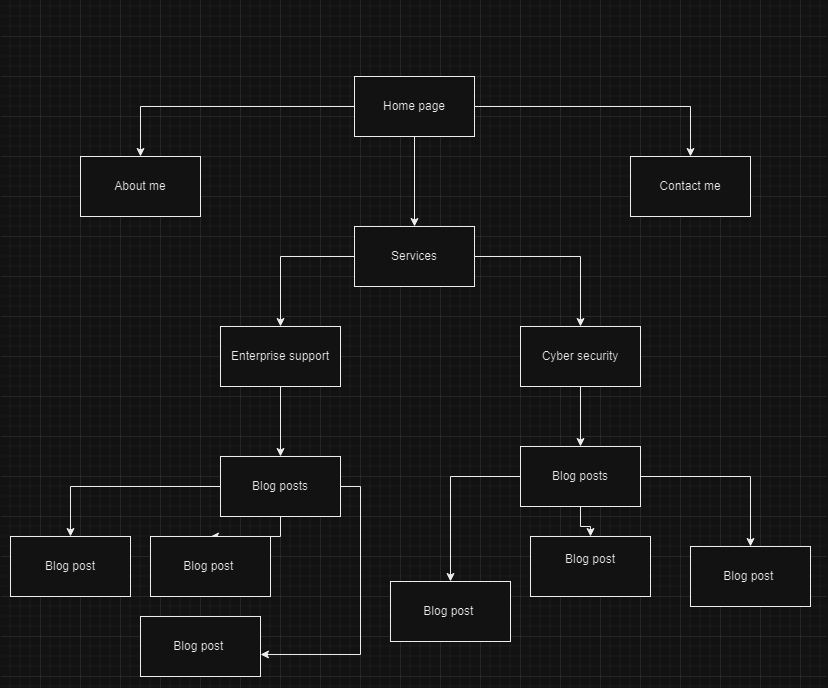 Home page
About me
Contact me
Services
Enterprise support
Cyber security
Blog posts
Blog posts
Blog post
Blog post
Blog post
Blog post
Blog post
Blog post